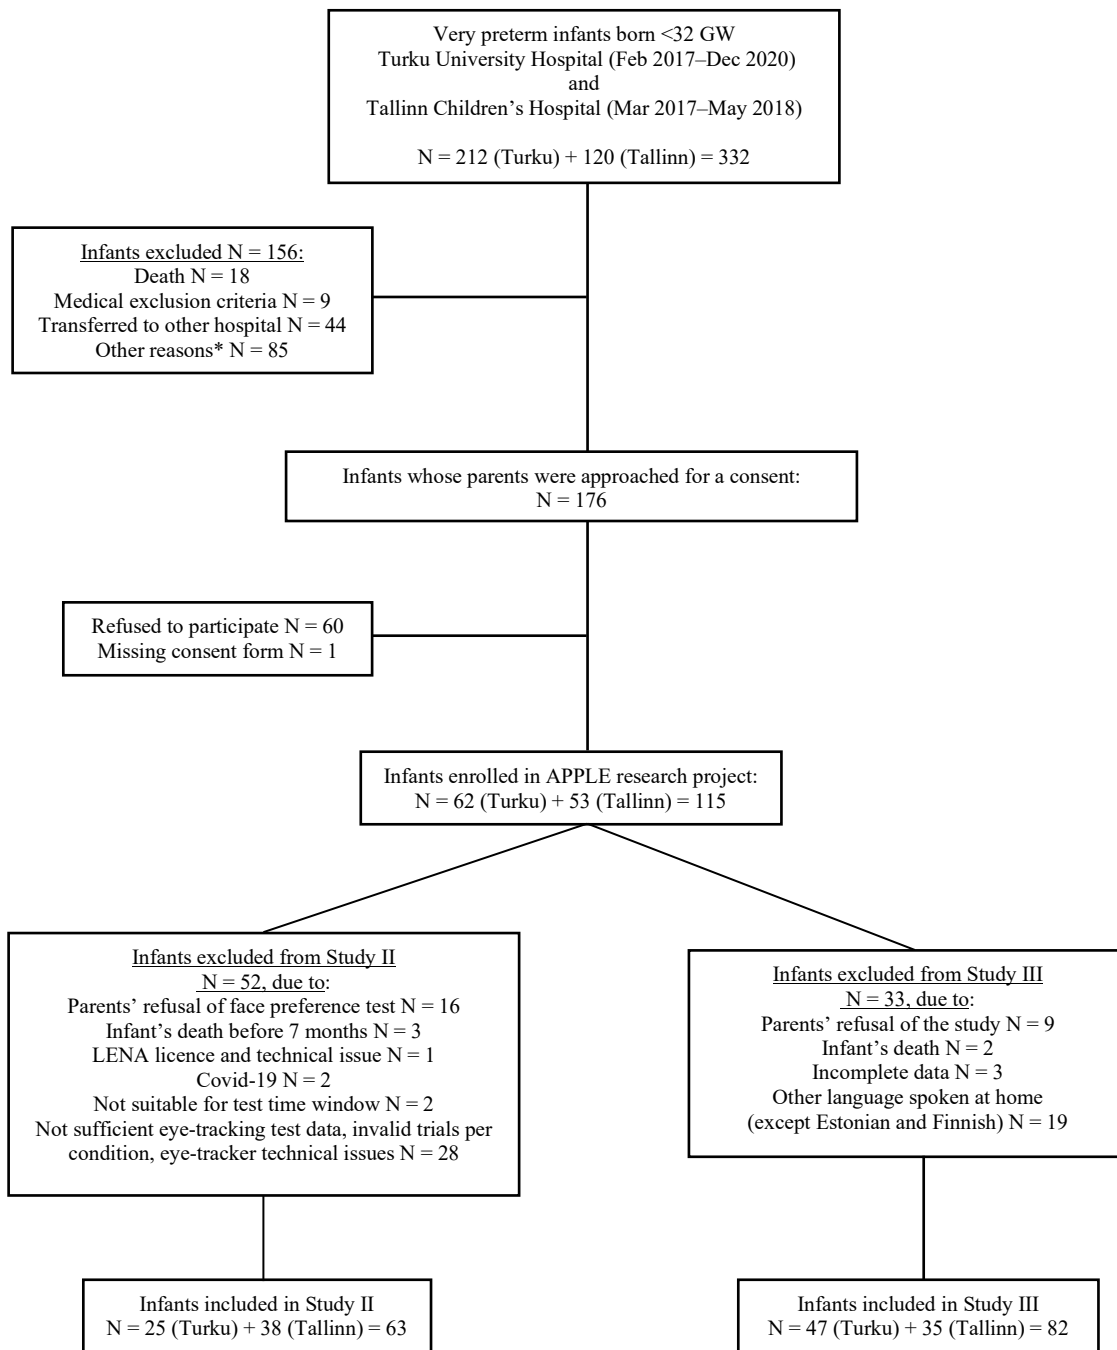 Very preterm infants born <32 GW
Turku University Hospital (Feb 2017–Dec 2020)
and
Tallinn Children’s Hospital (Mar 2017–May 2018)
N = 212 (Turku) + 120 (Tallinn) = 332
Infants excluded N = 156:
Death N = 18
Medical exclusion criteria N = 9
Transferred to other hospital N = 44
Other reasons* N = 85
Infants whose parents were approached for a consent:
N = 176
Refused to participate N = 60
Missing consent form N = 1
Infants enrolled in APPLE research project:
N = 62 (Turku) + 53 (Tallinn) = 115
Infants excluded from Study II
N = 52, due to:
Parents’ refusal of face preference test N = 16
Infant’s death before 7 months N = 3
LENA licence and technical issue N = 1
Covid-19 N = 2
Not suitable for test time window N = 2
Not sufficient eye-tracking test data, invalid trials per
condition, eye-tracker technical issues N = 28
Infants excluded from Study III
N = 33, due to:
Parents’ refusal of the study N = 9
Infant’s death N = 2
Incomplete data N = 3
Other language spoken at home
(except Estonian and Finnish) N = 19
Infants included in Study II
N = 25 (Turku) + 38 (Tallinn) = 63
Infants included in Study III
N = 47 (Turku) + 35 (Tallinn) = 82